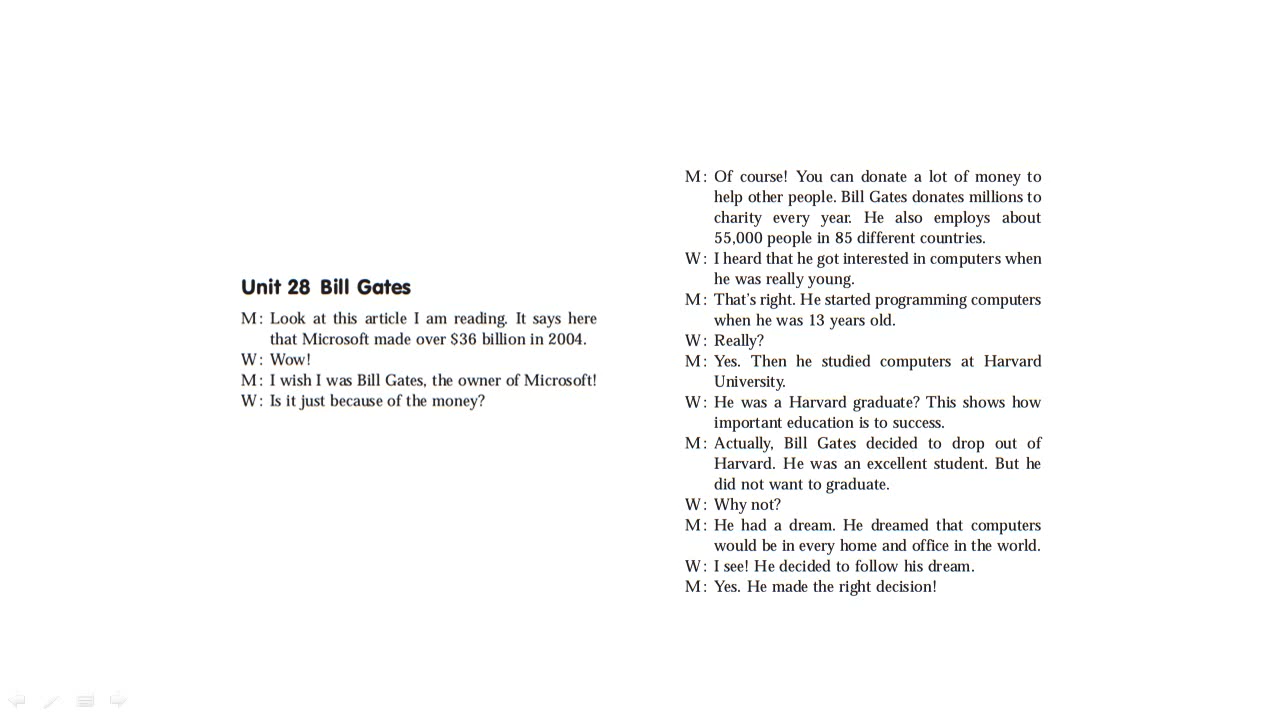 Unit 28 Bill Gates
M: Look at this article I am reading. It says here
that Microsoft made over $36 billion in 2004.
W: Wow!
M: I wish I was Bill Gates, the owner of Microsoft!
W: Is it just because of the money?
M: Of course! You can donate a lot of money to
help other people. Bill Gates donates millions to
charity every year. He also employs about
55,000 people in 85 different countries.
W: I heard that he got interested in computers when
he was really young.
M: That's right. He started programming computers
when he was 13 years old.
W: Really?
M: Yes. Then he studied computers at Harvard
University.
W: He was a Harvard graduate? This shows how
important education is to success.
M: Actually, Bill Gates decided to drop out of
Harvard. He was an excellent student. But he
did not want to graduate.
W: Why not?
M: He had a dream. He dreamed that computers
would be in every home and office in the world.
W: I see! He decided to follow his dream.
M: Yes. He made the right decision!